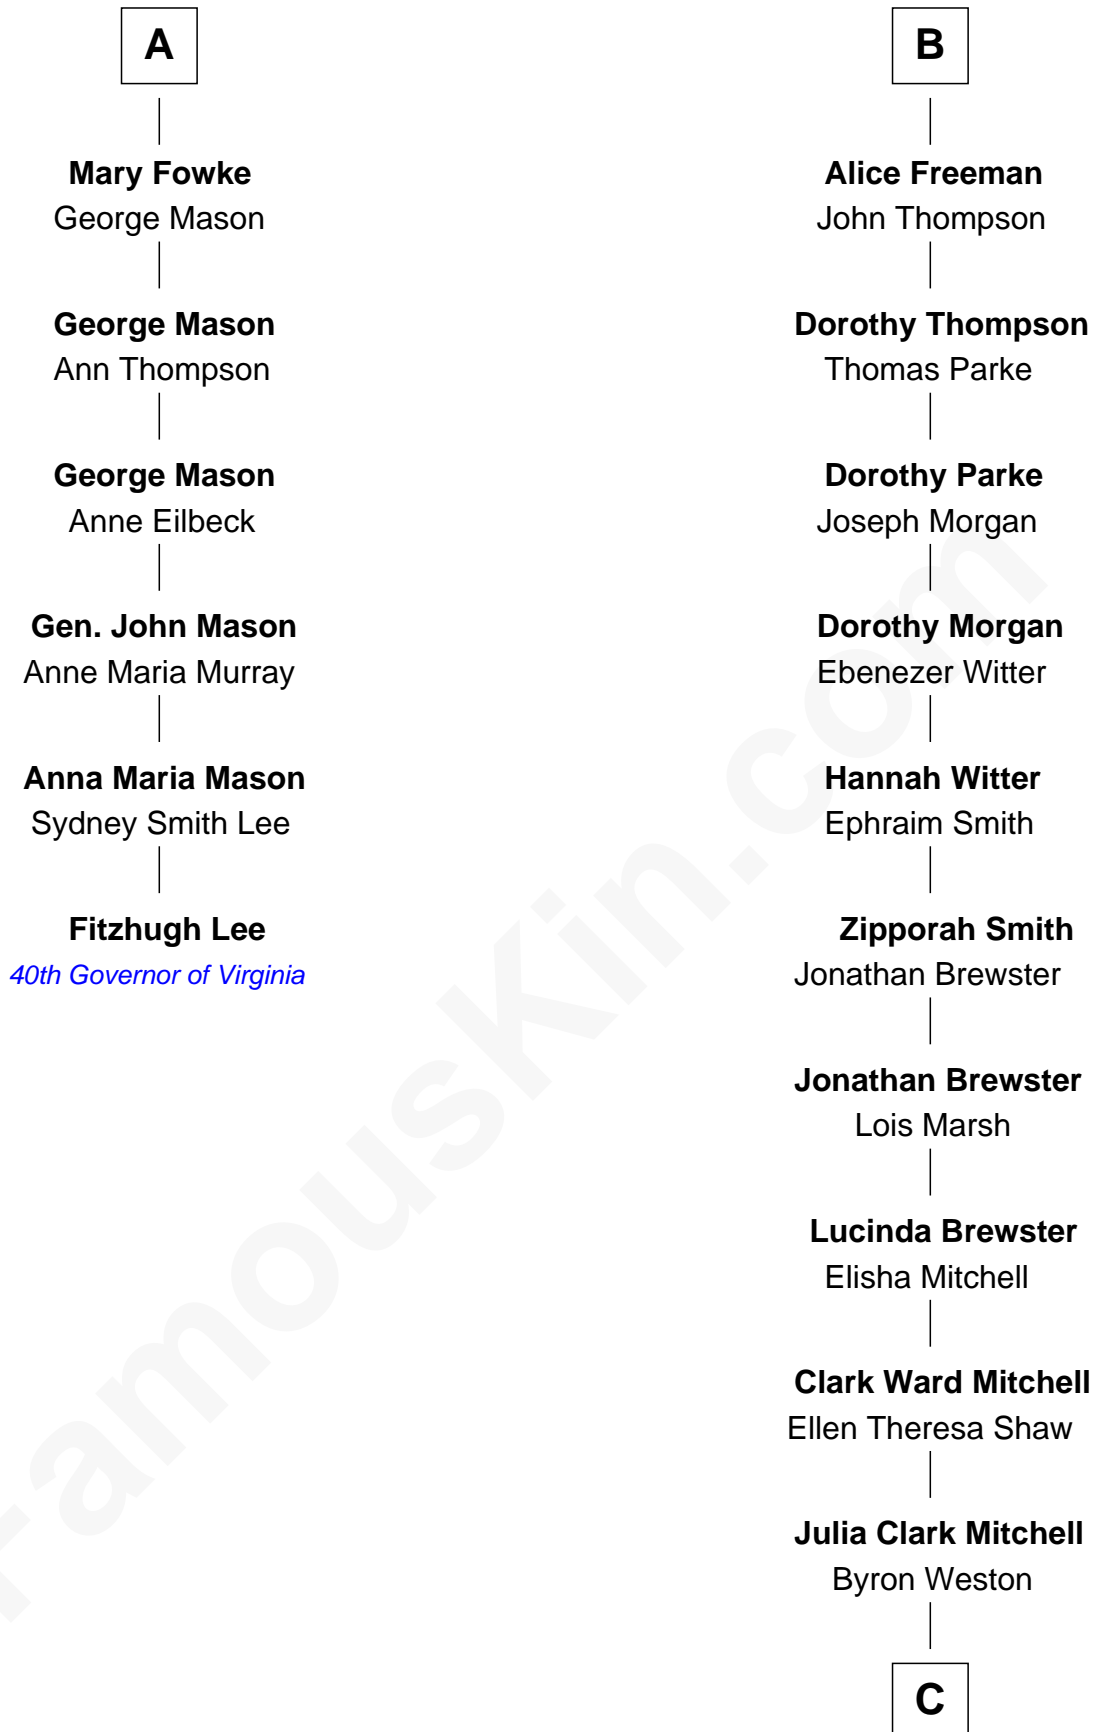 A
Mary Fowke
George Mason
George Mason
Ann Thompson
George Mason
Anne Eilbeck
Gen. John Mason
Anne Maria Murray
Anna Maria Mason
Sydney Smith Lee
Fitzhugh Lee
40th Governor of Virginia
B
Alice Freeman
John Thompson
Dorothy Thompson
Thomas Parke
Dorothy Parke
Joseph Morgan
Dorothy Morgan
Ebenezer Witter
Hannah Witter
Ephraim Smith
Zipporah Smith
Jonathan Brewster
Jonathan Brewster
Lois Marsh
Lucinda Brewster
Elisha Mitchell
Clark Ward Mitchell
Ellen Theresa Shaw
Julia Clark Mitchell
Byron Weston
C
FamousKin.com